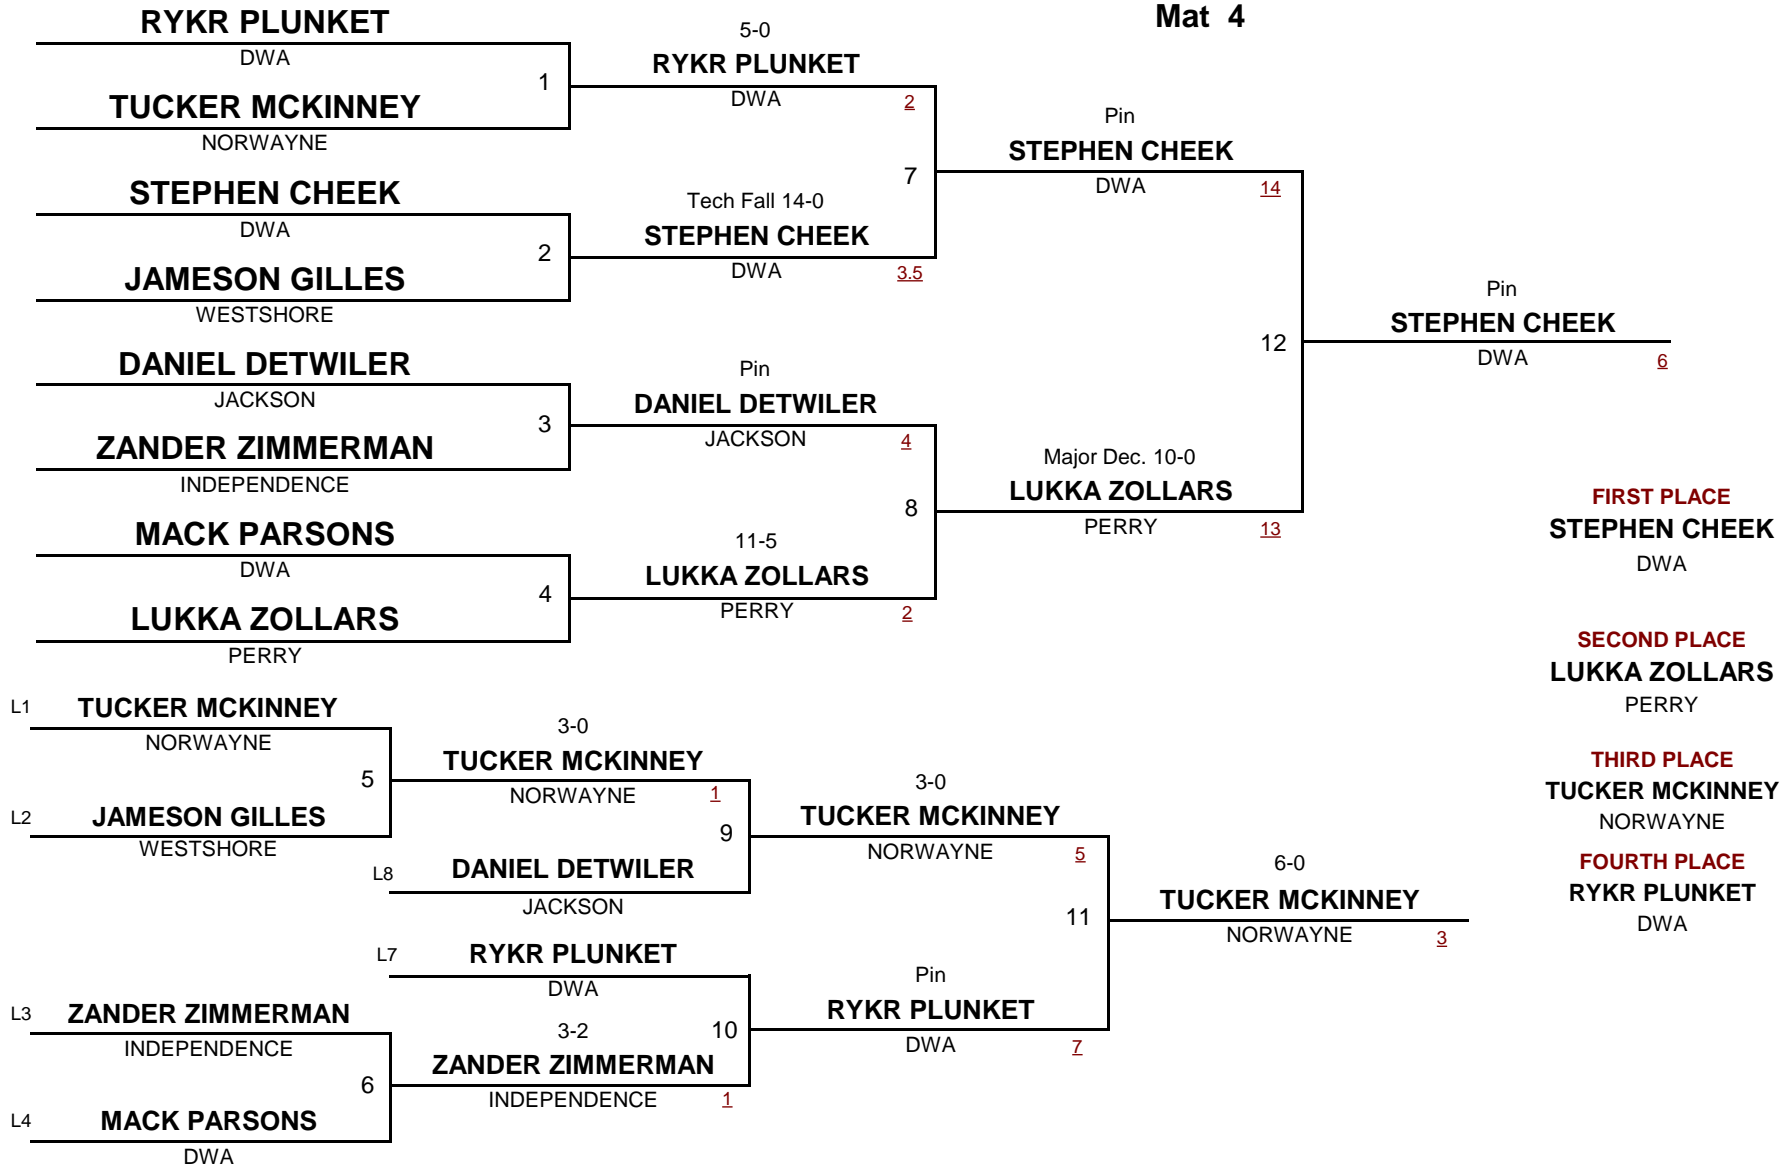 Mat 4
RYKR PLUNKET
DWA
1
TUCKER MCKINNEY
NORWAYNE
STEPHEN CHEEK
DWA
2
JAMESON GILLES
WESTSHORE
DANIEL DETWILER
JACKSON
3
ZANDER ZIMMERMAN
INDEPENDENCE
MACK PARSONS
DWA
4
LUKKA ZOLLARS
PERRY
5-0
RYKR PLUNKET
DWA 2
7
Tech Fall 14-0
STEPHEN CHEEK
DWA 3.5
Pin
DANIEL DETWILER
JACKSON 4
8
11-5
LUKKA ZOLLARS
PERRY 2
Pin
STEPHEN CHEEK
DWA 14
12
Major Dec. 10-0
LUKKA ZOLLARS
PERRY 13
Pin
STEPHEN CHEEK
DWA 6
FIRST PLACE
STEPHEN CHEEK
DWA
SECOND PLACE
LUKKA ZOLLARS
PERRY
THIRD PLACE
TUCKER MCKINNEY
NORWAYNE
FOURTH PLACE
RYKR PLUNKET
DWA
L1 TUCKER MCKINNEY
NORWAYNE
5
L2 JAMESON GILLES
WESTSHORE
L3 ZANDER ZIMMERMAN
INDEPENDENCE
6
L4 MACK PARSONS
DWA
3-0
TUCKER MCKINNEY
NORWAYNE 1
9
L8 DANIEL DETWILER
JACKSON
L7 RYKR PLUNKET
DWA
10
3-2
ZANDER ZIMMERMAN
INDEPENDENCE 1
3-0
TUCKER MCKINNEY
NORWAYNE 5
11
Pin
RYKR PLUNKET
DWA 7
6-0
TUCKER MCKINNEY
NORWAYNE 3